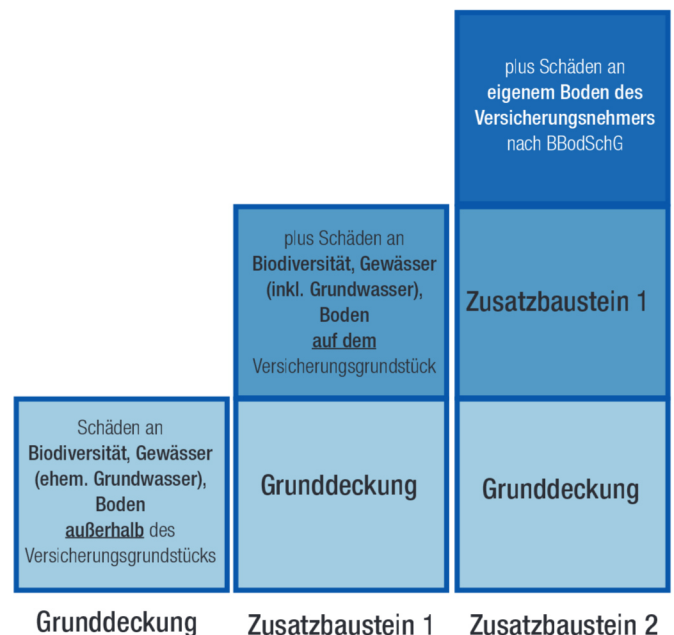 plus Schäden an
eigenem Boden des
Versicherungsnehmers
nach BBodSchG
plus Schäden an
Biodiversität, Gewässer
(inkl. Grundwasser),
Boden
auf dem
Versicherungsgrundstück
Zusatzbaustein 1
Schäden an
Biodiversität, Gewässer
(ehem. Grundwasser),
Boden
außerhalb des
Versicherungsgrundstücks
Grunddeckung
Grunddeckung
Grunddeckung
Zusatzbaustein 1
Zusatzbaustein 2